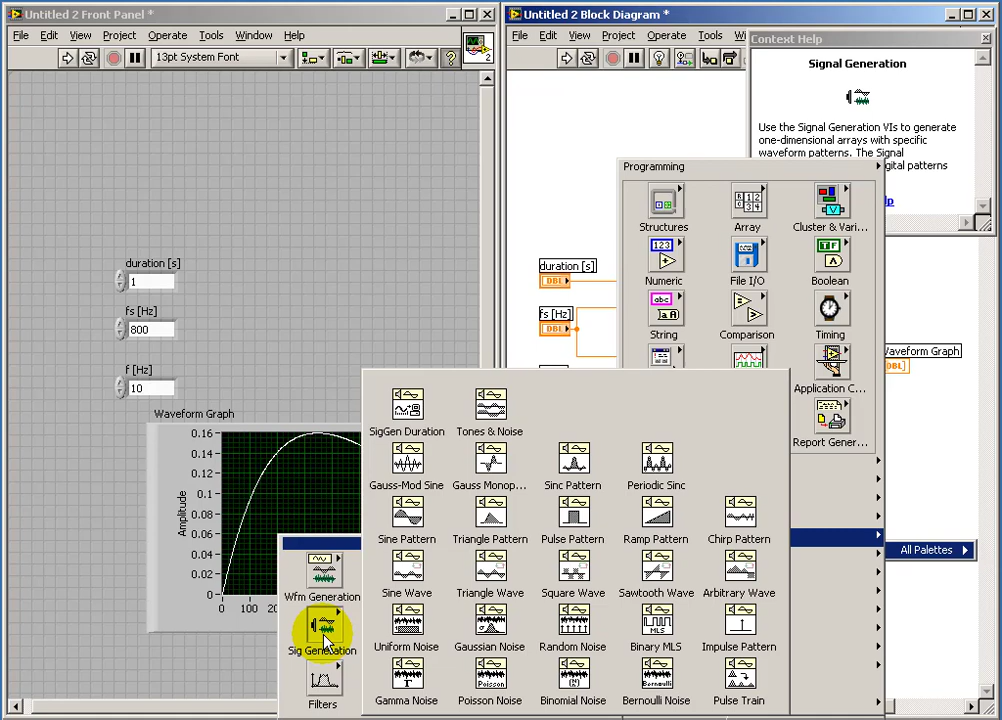 Untitled 2 Front Panel *
File Edit View Project Operate Tools Window Help
13pt System Font
2
duration [s]
1
fs [Hz]
800
f [Hz]
10
Waveform Graph
Amplitude
0.16
0.14
0.12
0.1
0.08
0.06
0.04
0.02
0
0 100
Untitled 2 Block Diagram *
File Edit View Project Operate Tools
Context Help
Signal Generation
Use the Signal Generation VIs to generate
one-dimensional arrays with specific
waveform patterns. The Signal
gital patterns
duration [s]
DBL
fs [Hz]
DBL
Waveform Graph
DBL]
Programming
Structures Array Cluster & Vari...
Numeric File I/O Boolean
String Comparison Timing
Application C...
Report Gener...
All Palettes
Wfm Generation
Sig Generation
Filters
SigGen Duration Tones & Noise
Gauss-Mod Sine Gauss Monop... Sinc Pattern Periodic Sinc
Sine Pattern Triangle Pattern Pulse Pattern Ramp Pattern Chirp Pattern
Sine Wave Triangle Wave Square Wave Sawtooth Wave Arbitrary Wave
Uniform Noise Gaussian Noise Random Noise Binary MLS Impulse Pattern
Gamma Noise Poisson Noise Binomial Noise Bernoulli Noise Pulse Train